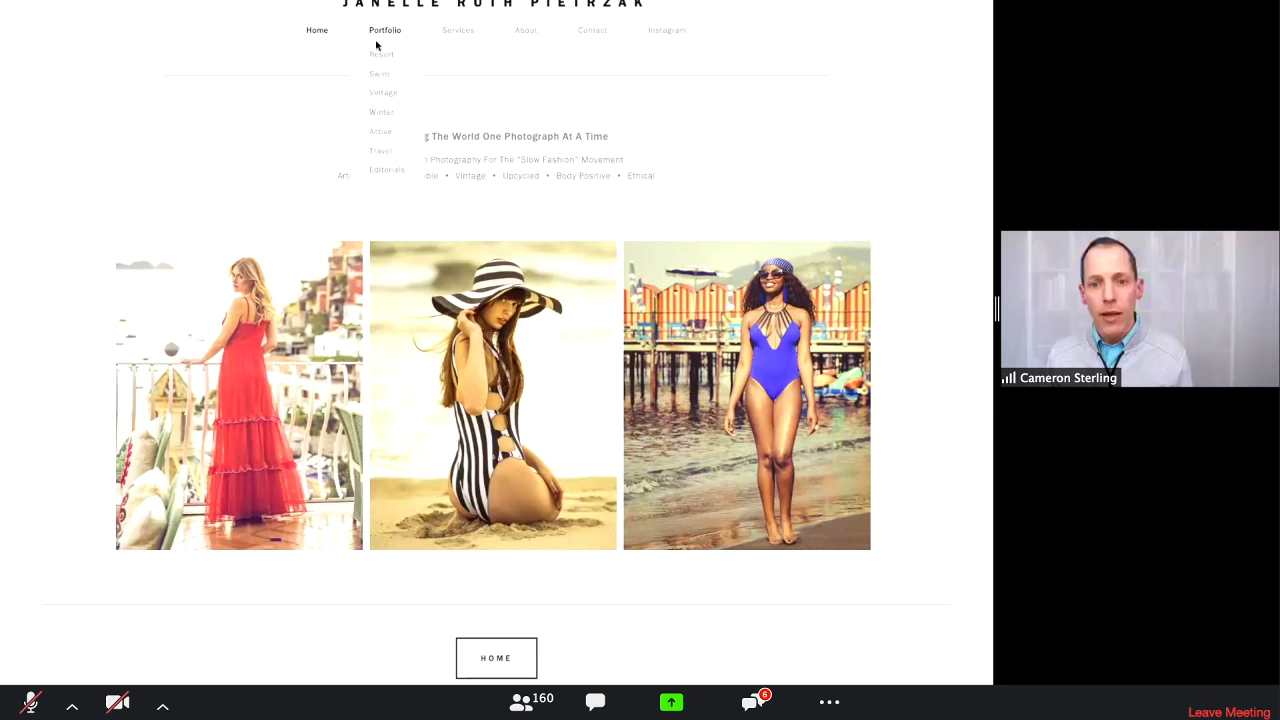 JANELLE RUTH PIETRZAK
Home Portfolio Services About Contact Instagram
Resort
Swim
Vintage
Winter
Active
Travel
Editorials
g The World One Photograph At A Time
Photography For The "Slow Fashion" Movement
Arti ble • Vintage • Upcycled • Body Positive • Ethical
Cameron Sterling
HOME
160
6
Leave Meeting